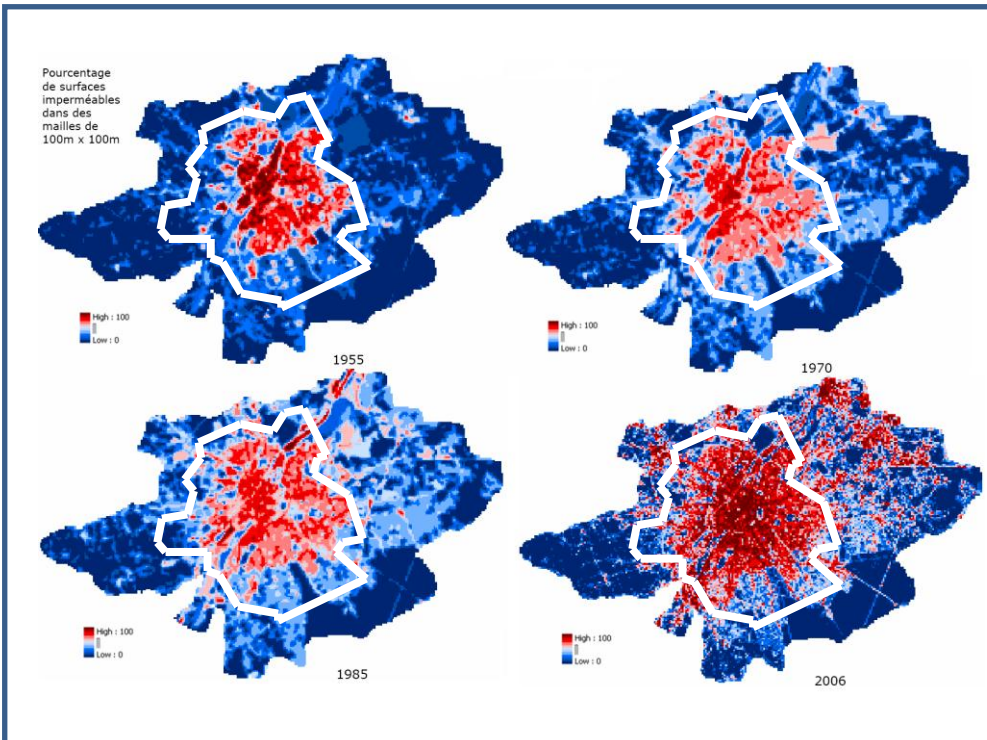 Pourcentage
de surfaces
imperméables
dans des
mailles de
100m x 100m
High : 100
Low : 0
1955
High : 100
Low : 0
1970
High : 100
Low : 0
1985
High : 100
Low : 0
2006